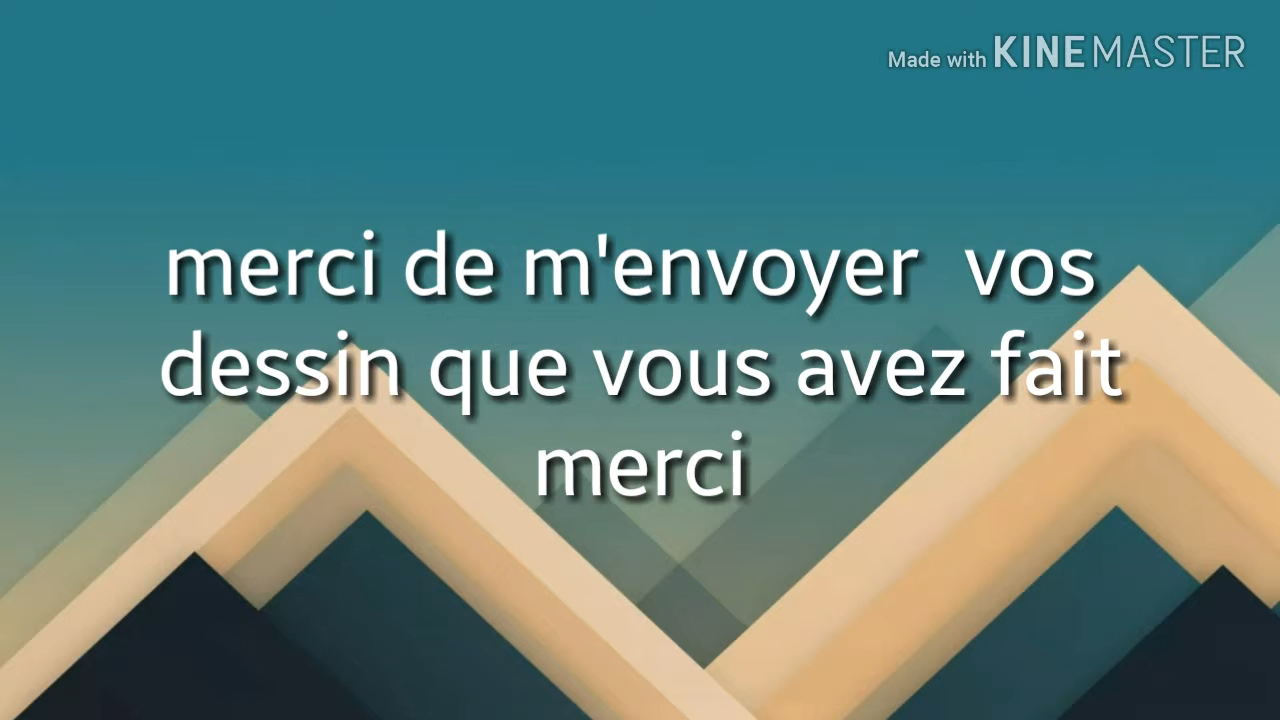 Made with KINEMASTER
merci de m'envoyer  vos
dessin que vous avez fait
merci